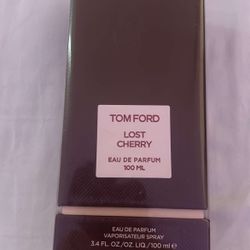 TOM FORD
LOST
CHERRY
EAU DE PARFUM
100 ML
EAU DE PARFUM
VAPORISATEUR SPRAY
3.4 FL. OZ./OZ. LIQ./100 ml ℮